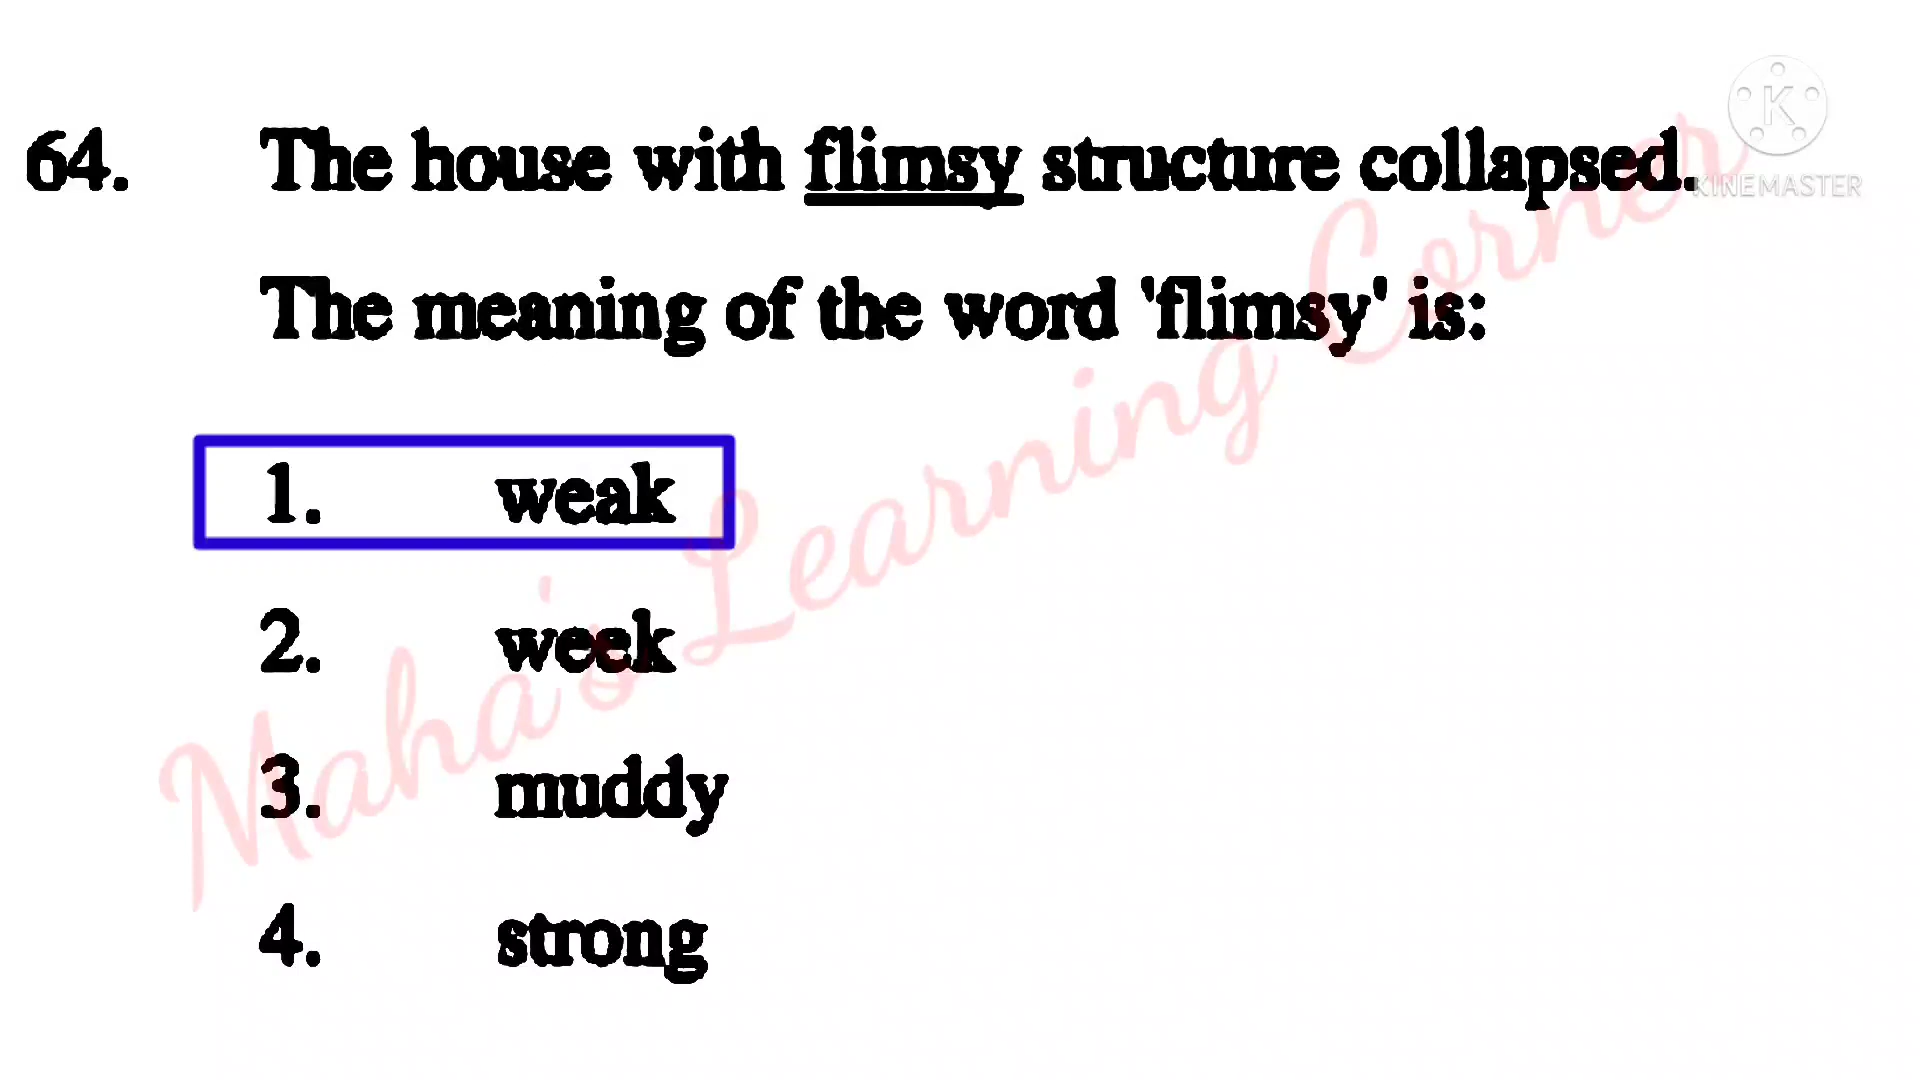 64. The house with flimsy structure collapsed.
The meaning of the word 'flimsy' is:
1. weak
2. week
3. muddy
4. strong
Maha's Learning Corner
K
KINEMASTER